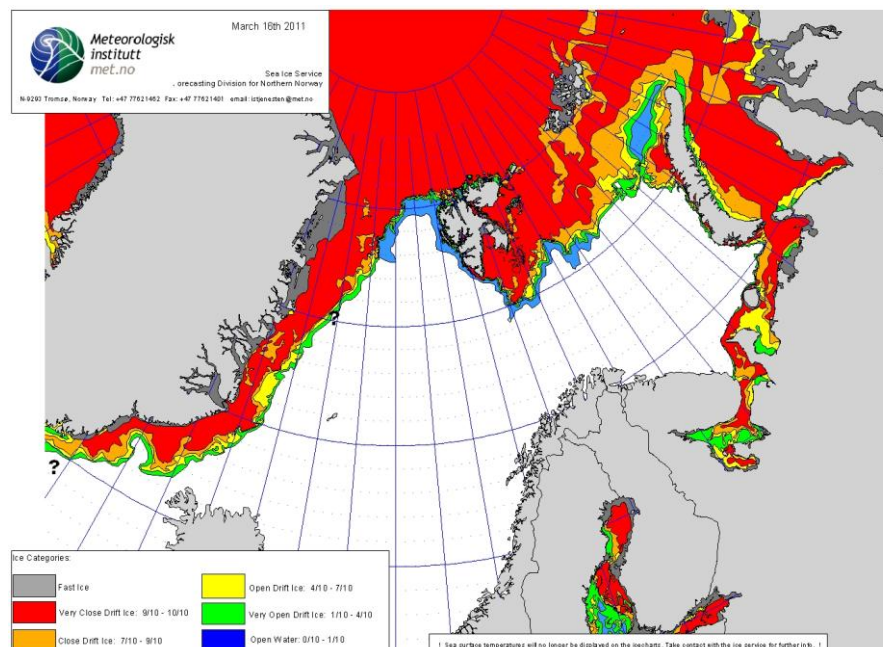 March 16th 2011
Meteorologisk
institutt
met.no
Sea Ice Service
. orecasting Division for Northern Norway
N-9293 Tromsø, Norway Tel: +47 77621462 Fax: +47 77621401 email: istjenesten@met.no
?
?
Ice Categories:
Fast Ice
Open Drift Ice: 4/10 - 7/10
Very Close Drift Ice: 9/10 - 10/10
Very Open Drift Ice: 1/10 - 4/10
Close Drift Ice: 7/10 - 9/10
Open Water: 0/10 - 1/10
! Sea surface temperatures will no longer be displayed on the icecharts. Take contact with the ice service for further info. !